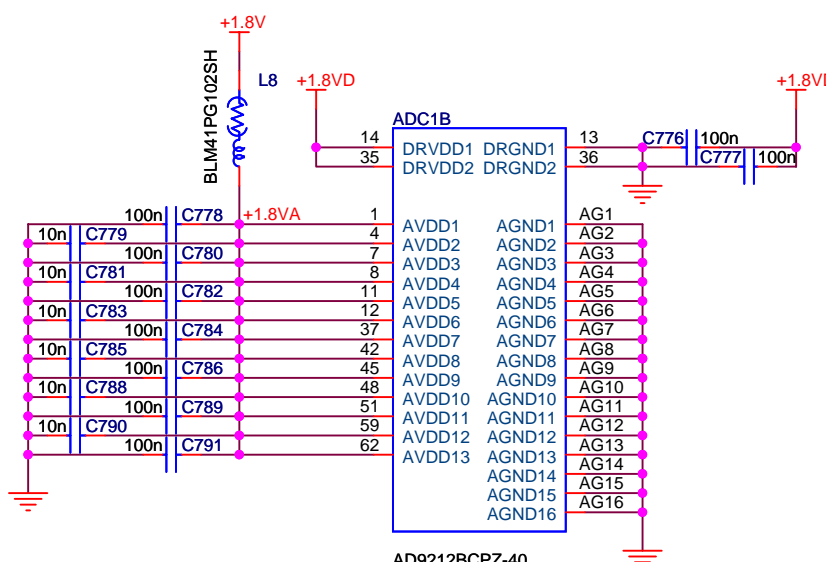 +1.8V
L8
BLM41PG102SH
+1.8VD
+1.8VD
ADC1B
14 DRVDD1 DRGND1 13
35 DRVDD2 DRGND2 36
C776 100n
C777 100n
+1.8VA
100n C778 1 AVDD1 AGND1 AG1
10n C779 4 AVDD2 AGND2 AG2
100n C780 7 AVDD3 AGND3 AG3
10n C781 8 AVDD4 AGND4 AG4
100n C782 11 AVDD5 AGND5 AG5
10n C783 12 AVDD6 AGND6 AG6
100n C784 37 AVDD7 AGND7 AG7
10n C785 42 AVDD8 AGND8 AG8
100n C786 45 AVDD9 AGND9 AG9
10n C788 48 AVDD10 AGND10 AG10
100n C789 51 AVDD11 AGND11 AG11
10n C790 59 AVDD12 AGND12 AG12
100n C791 62 AVDD13 AGND13 AG13
AGND14 AG14
AGND15 AG15
AGND16 AG16
AD9212BCPZ-40